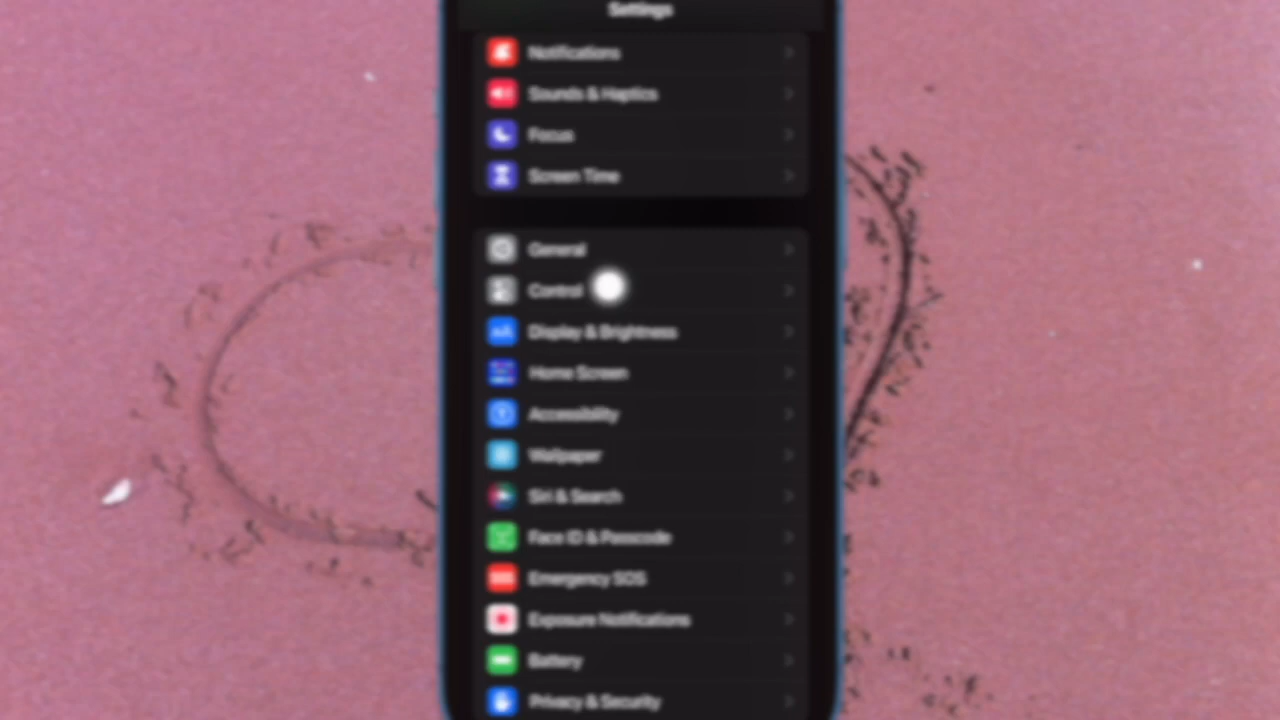 Settings
Notifications
Sounds & Haptics
Focus
Screen Time
General
Control
Display & Brightness
Home Screen
Accessibility
Wallpaper
Siri & Search
Face ID & Passcode
Emergency SOS
Exposure Notifications
Battery
Privacy & Security